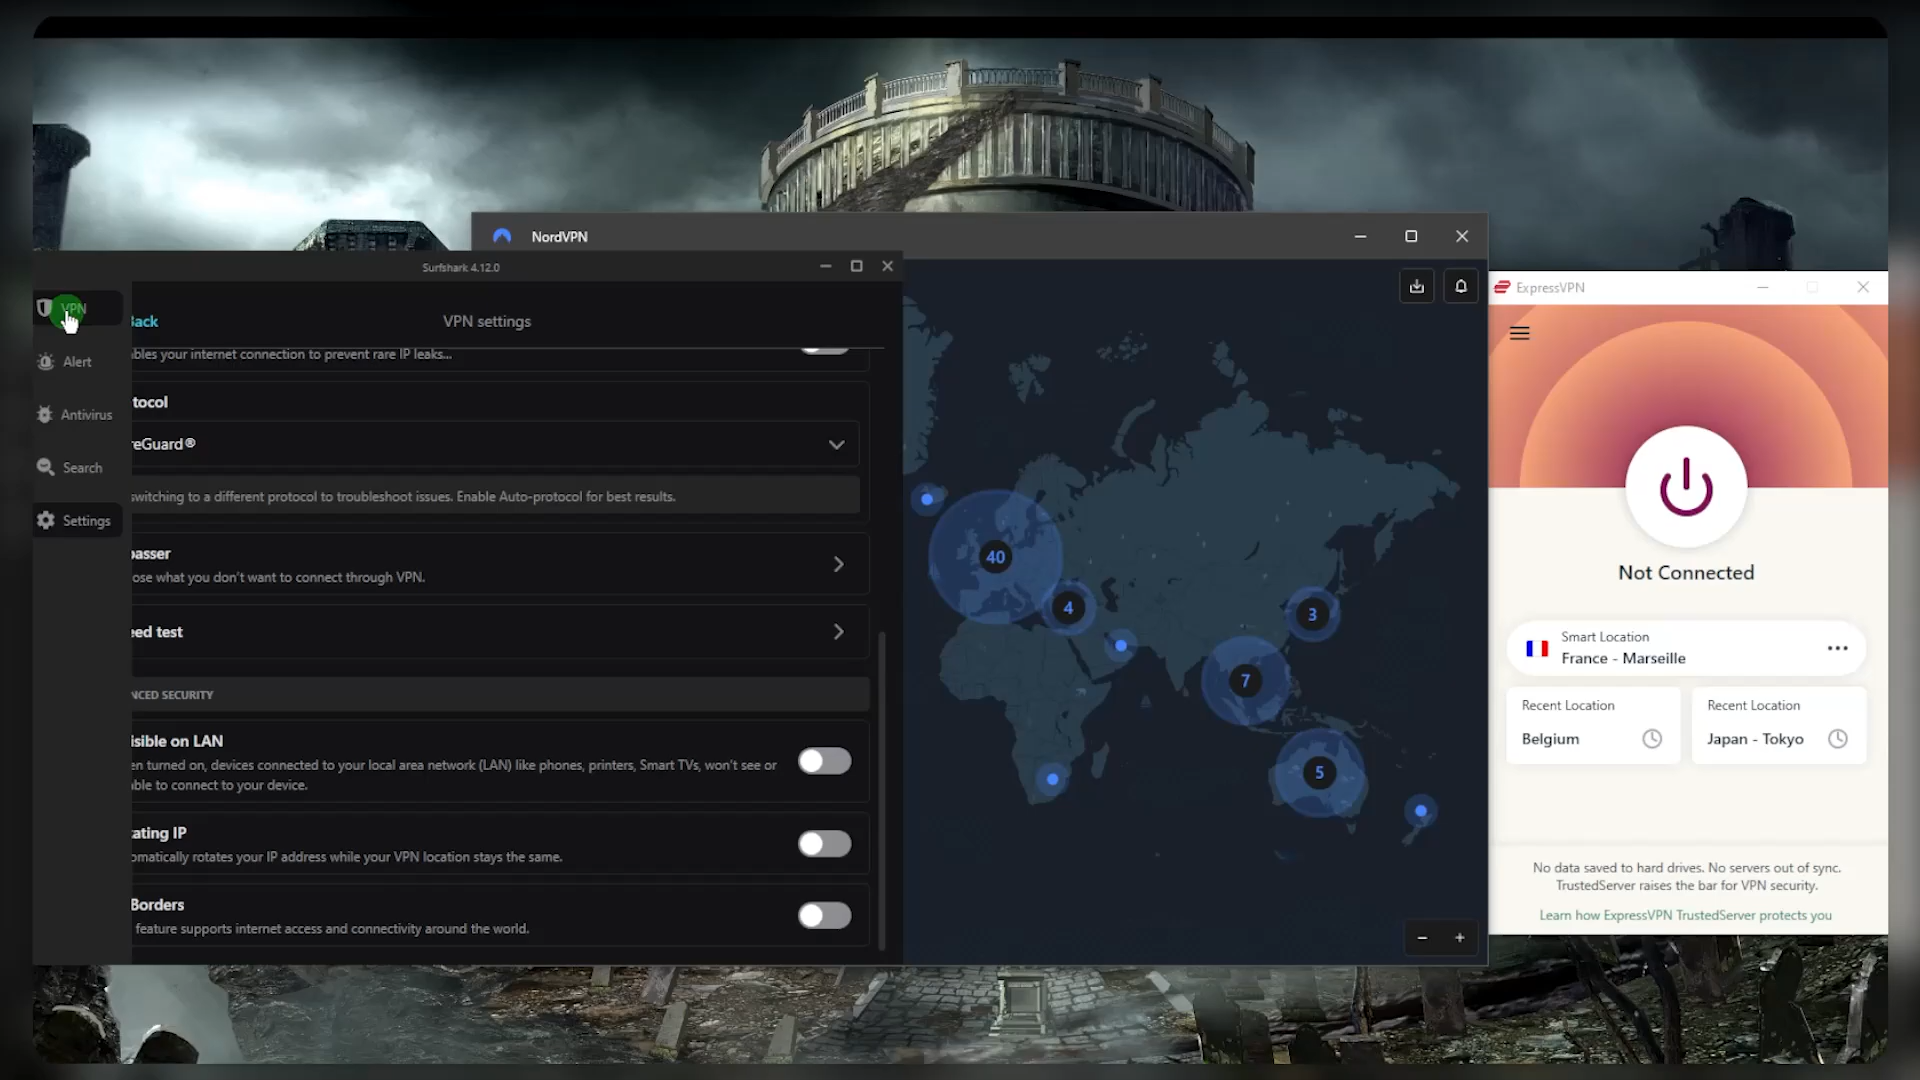 NordVPN
Surfshark 4.12.0
VPN
Alert
Antivirus
Search
Settings
Back
VPN settings
bles your internet connection to prevent rare IP leaks...
tocol
reGuard®
switching to a different protocol to troubleshoot issues. Enable Auto-protocol for best results.
passer
ose what you don't want to connect through VPN.
eed test
NCED SECURITY
isible on LAN
en turned on, devices connected to your local area network (LAN) like phones, printers, Smart TVs, won't see or
ble to connect to your device.
tating IP
omatically rotates your IP address while your VPN location stays the same.
Borders
feature supports internet access and connectivity around the world.
40
4
3
7
5
ExpressVPN
Not Connected
Smart Location
France - Marseille
Recent Location
Belgium
Recent Location
Japan - Tokyo
No data saved to hard drives. No servers out of sync.
TrustedServer raises the bar for VPN security.
Learn how ExpressVPN TrustedServer protects you